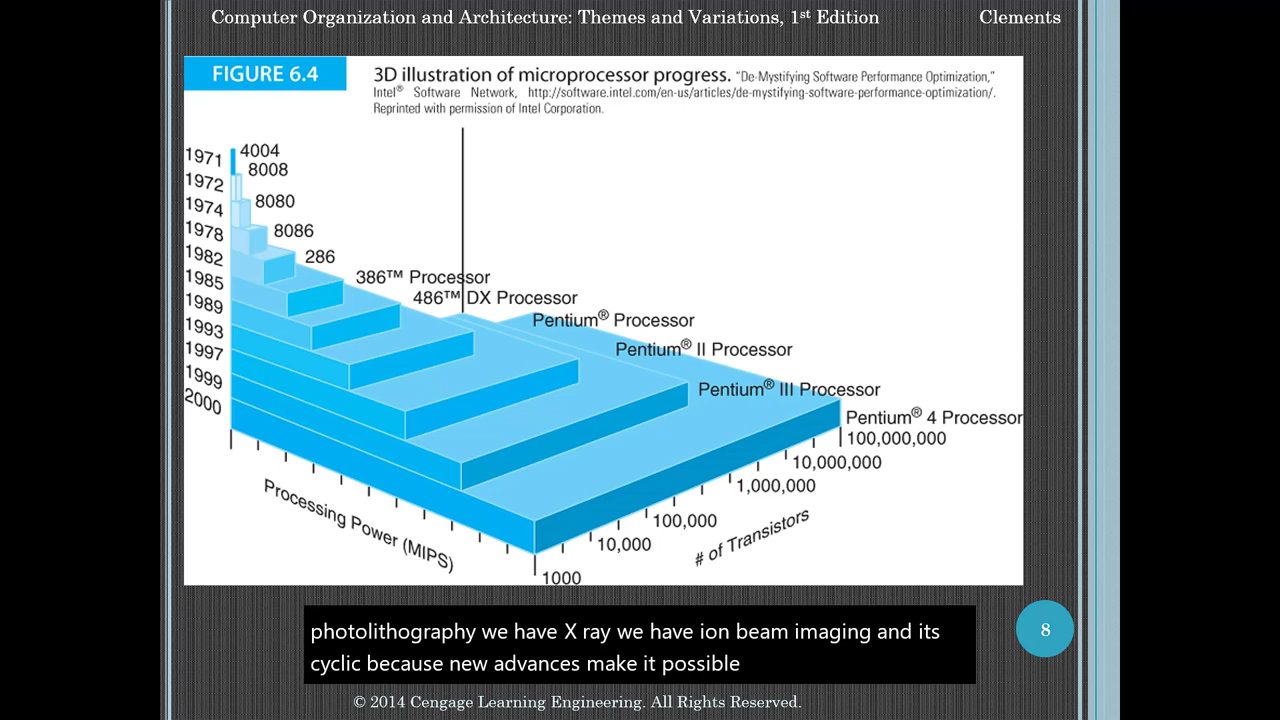 Computer Organization and Architecture: Themes and Variations, 1st Edition Clements
FIGURE 6.4
3D illustration of microprocessor progress. "De-Mystifying Software Performance Optimization,"
Intel® Software Network, http://software.intel.com/en-us/articles/de-mystifying-software-performance-optimization/.
Reprinted with permission of Intel Corporation.
1971 4004
8008
1972
1974 8080
1978 8086
1982 286
1985 386™ Processor
1989 486™ DX Processor
1993 Pentium® Processor
1997 Pentium® II Processor
1999 Pentium® III Processor
2000 Pentium® 4 Processor
100,000,000
10,000,000
1,000,000
100,000
10,000
1000
Processing Power (MIPS)
# of Transistors
photolithography we have X ray we have ion beam imaging and its
cyclic because new advances make it possible
8
© 2014 Cengage Learning Engineering. All Rights Reserved.